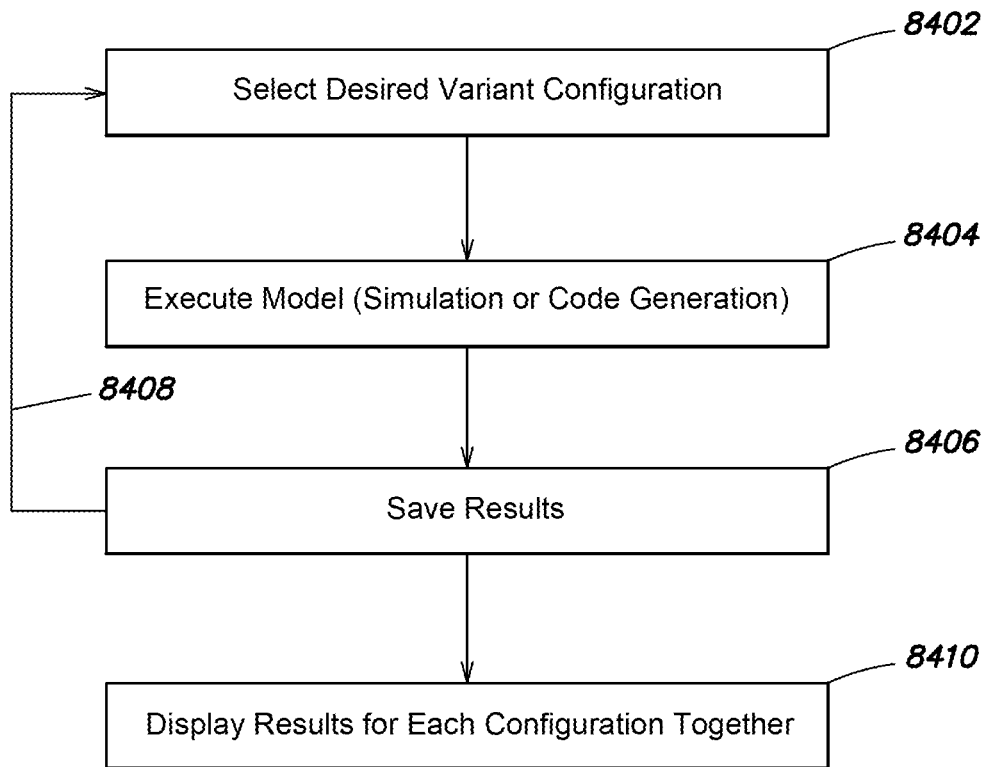 8402
Select Desired Variant Configuration
8404
Execute Model (Simulation or Code Generation)
8408
8406
Save Results
8410
Display Results for Each Configuration Together